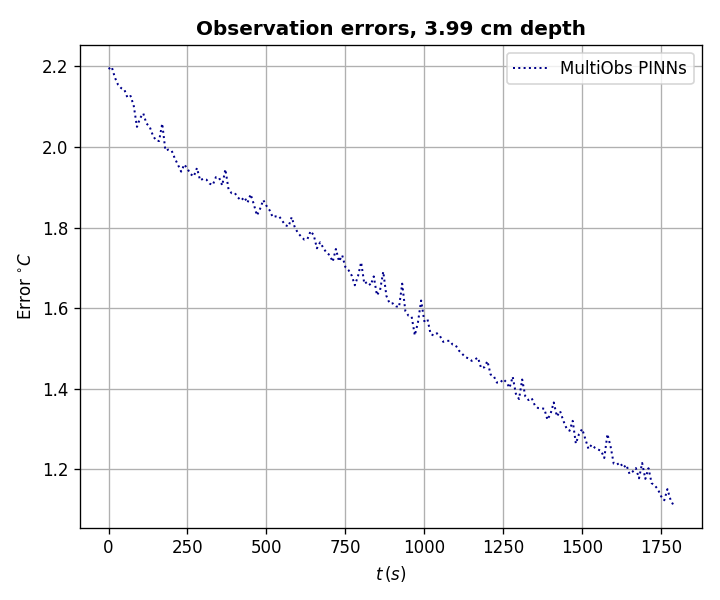 Observation errors, 3.99 cm depth
MultiObs PINNs
Error °C
2.2
2.0
1.8
1.6
1.4
1.2
0 250 500 750 1000 1250 1500 1750
t (s)